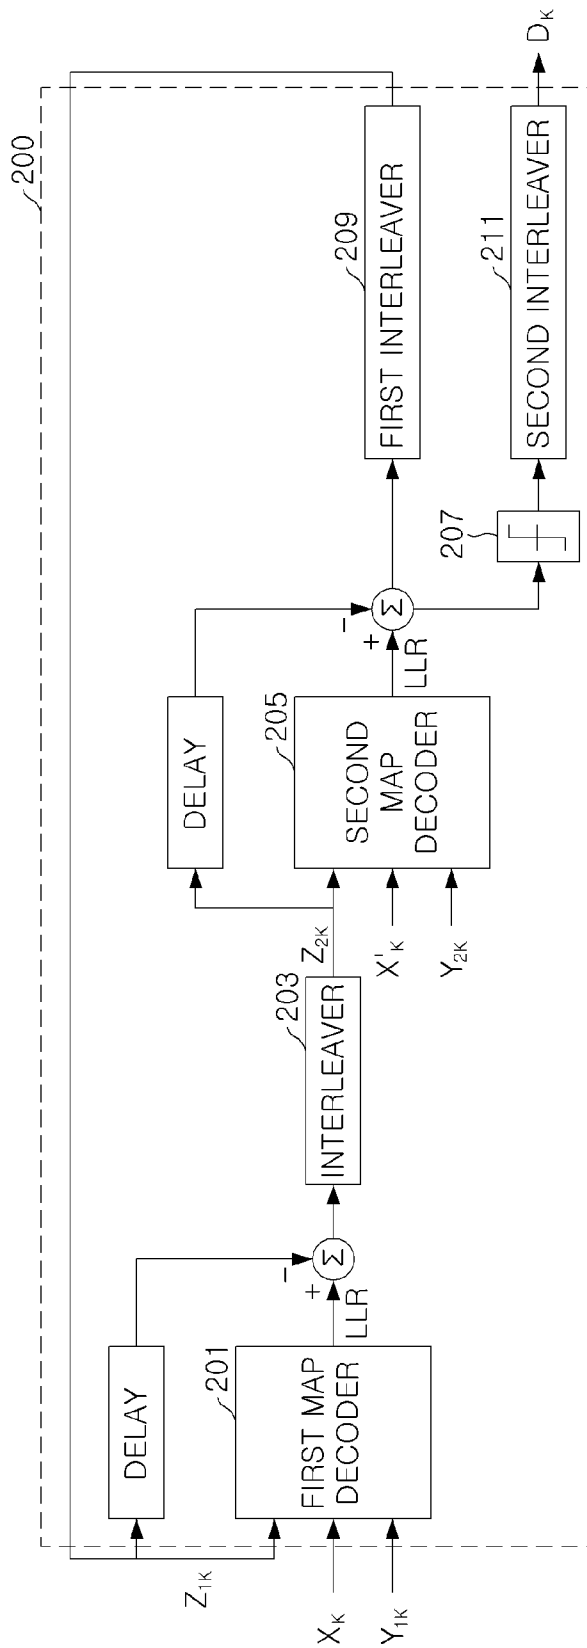 200
Z1K
XK
Y1K
DELAY
201
FIRST MAP
DECODER
LLR
+
−
Σ
203
INTERLEAVER
Z2K
X'K
Y2K
DELAY
205
SECOND
MAP
DECODER
LLR
+
−
Σ
207
209
FIRST INTERLEAVER
211
SECOND INTERLEAVER
DK